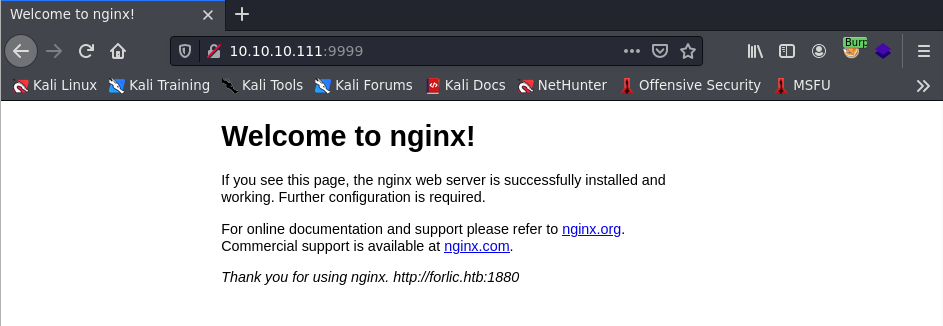 Welcome to nginx!
10.10.10.111:9999
Burp
Kali Linux Kali Training Kali Tools Kali Forums Kali Docs NetHunter Offensive Security MSFU
Welcome to nginx!
If you see this page, the nginx web server is successfully installed and
working. Further configuration is required.
For online documentation and support please refer to nginx.org.
Commercial support is available at nginx.com.
Thank you for using nginx. http://forlic.htb:1880